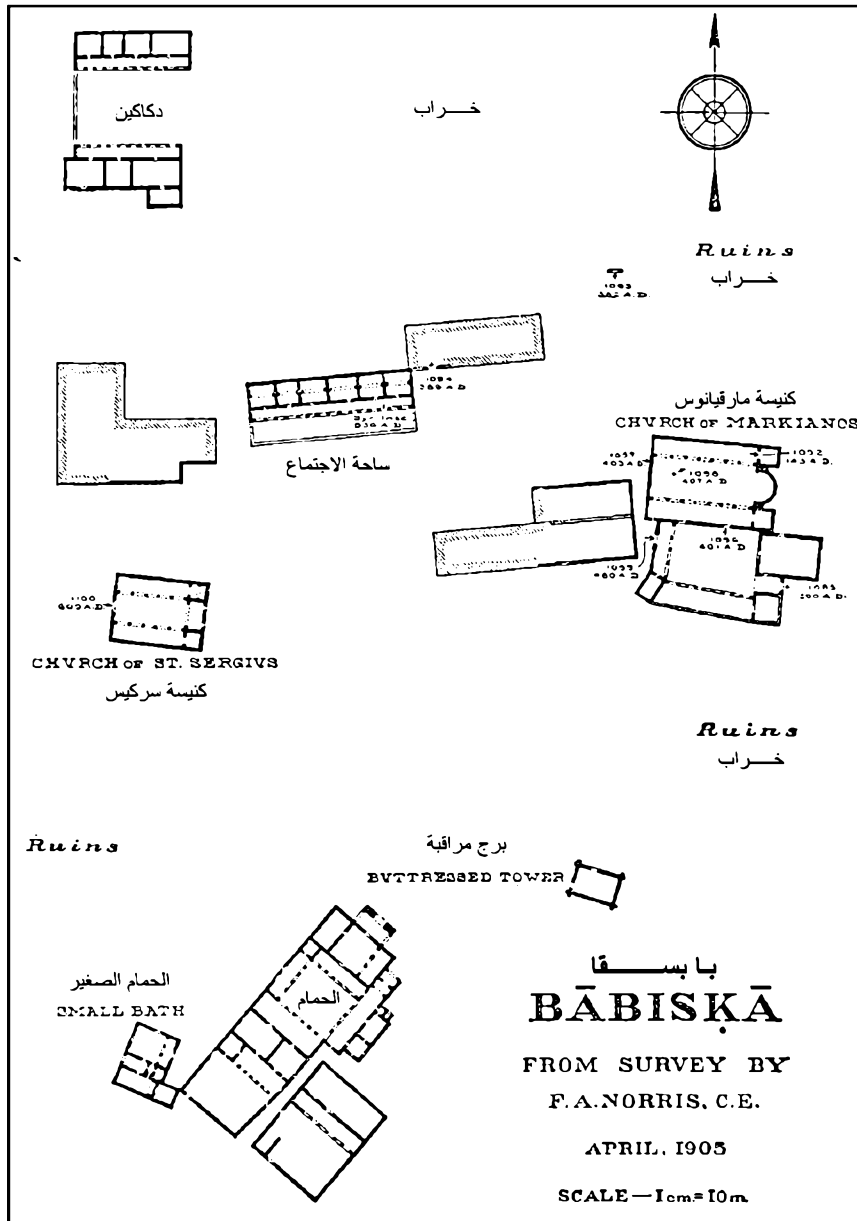 دكاكين
خـــراب
Ruins
خـــراب
كنيسة مارقيانوس
CHVRCH OF MARKIANOS
ساحة الاجتماع
CHVRCH OF ST. SERGIVS
كنيسة سركيس
Ruins
خـــراب
Ruins
برج مراقبة
BVTTRESSED TOWER
الحمام الصغير
SMALL BATH
الحمام
بابســـقا
BĀBISḲĀ
FROM SURVEY BY
F.A.NORRIS, C.E.
APRIL, 1905
SCALE—1cm.=10m